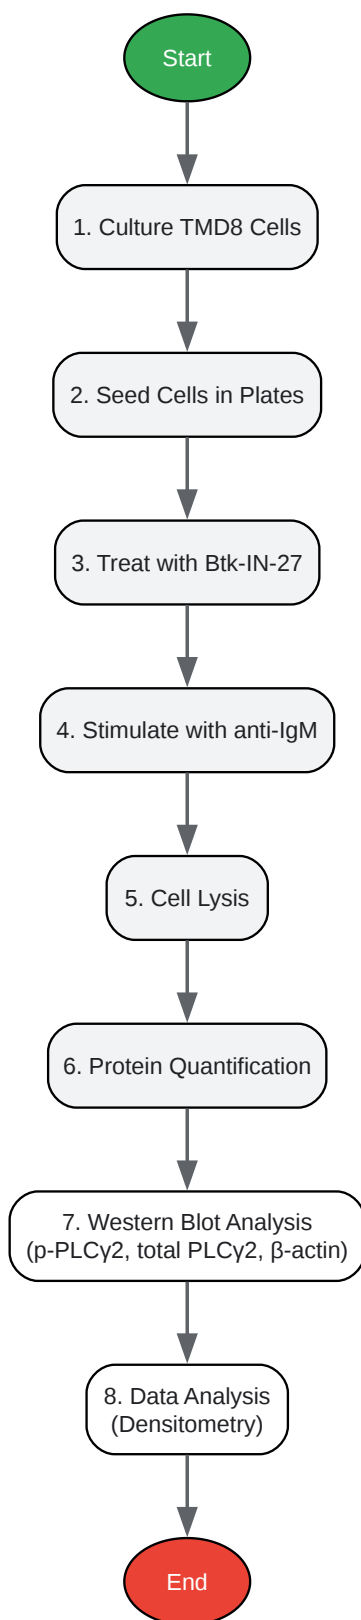 Start
1. Culture TMD8 Cells
2. Seed Cells in Plates
3. Treat with Btk-IN-27
4. Stimulate with anti-IgM
5. Cell Lysis
6. Protein Quantification
7. Western Blot Analysis
(p-PLCγ2, total PLCγ2, β-actin)
8. Data Analysis
(Densitometry)
End